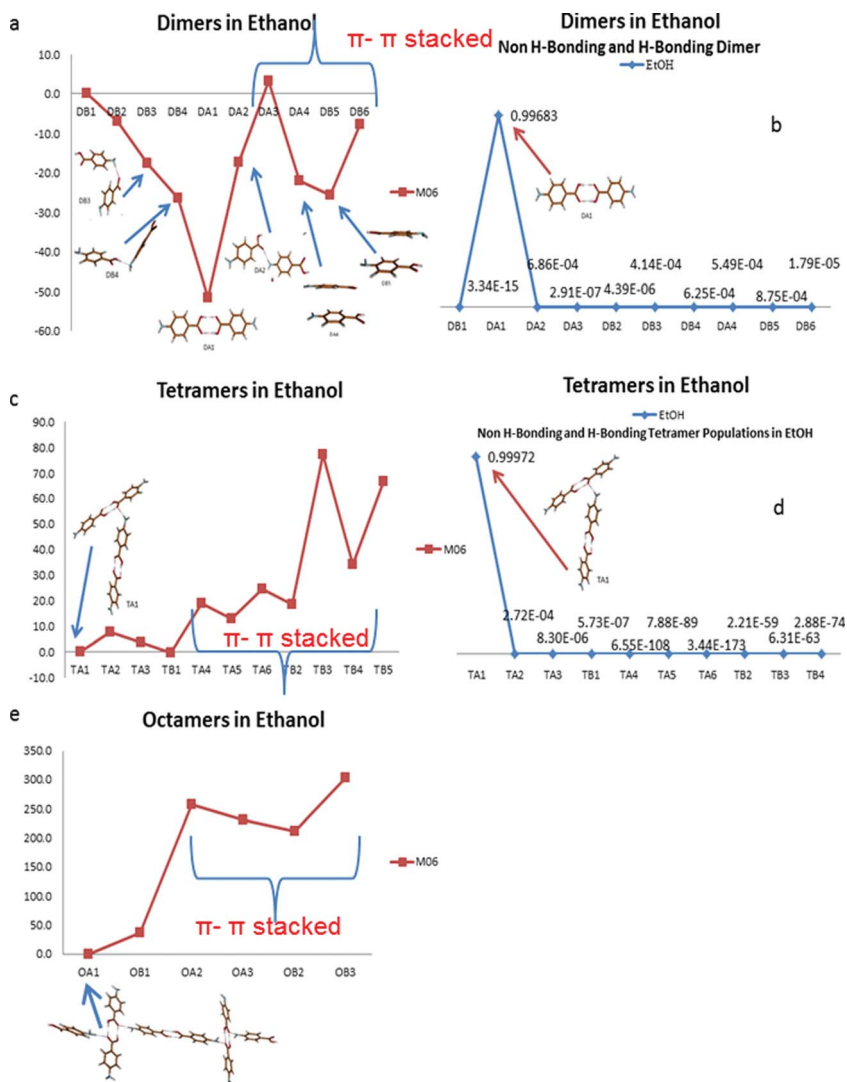 a
Dimers in Ethanol
π- π stacked
10.0
0.0
-10.0
-20.0
-30.0
-40.0
-50.0
-60.0
DB1 DB2 DB3 DB4 DA1 DA2 DA3 DA4 DB5 DB6
DB3
DB4
DA2
DA1
DA4
DB5
M06
Dimers in Ethanol
Non H-Bonding and H-Bonding Dimer
EtOH
b
0.99683
DA1
6.86E-04 4.14E-04 5.49E-04 1.79E-05
3.34E-15 2.91E-07 4.39E-06 6.25E-04 8.75E-04
DB1 DA1 DA2 DA3 DB2 DB3 DB4 DA4 DB5 DB6
c
Tetramers in Ethanol
90.0
80.0
70.0
60.0
50.0
40.0
30.0
20.0
10.0
0.0
-10.0
TA1
M06
π- π stacked
TA1 TA2 TA3 TB1 TA4 TA5 TA6 TB2 TB3 TB4 TB5
Tetramers in Ethanol
EtOH
Non H-Bonding and H-Bonding Tetramer Populations in EtOH
0.99972
d
TA1
2.72E-04 5.73E-07 7.88E-89 2.21E-59 2.88E-74
8.30E-06 6.55E-108 3.44E-173 6.31E-63
TA1 TA2 TA3 TB1 TA4 TA5 TA6 TB2 TB3 TB4
e
Octamers in Ethanol
350.0
300.0
250.0
200.0
150.0
100.0
50.0
0.0
M06
π- π stacked
OA1 OB1 OA2 OA3 OB2 OB3